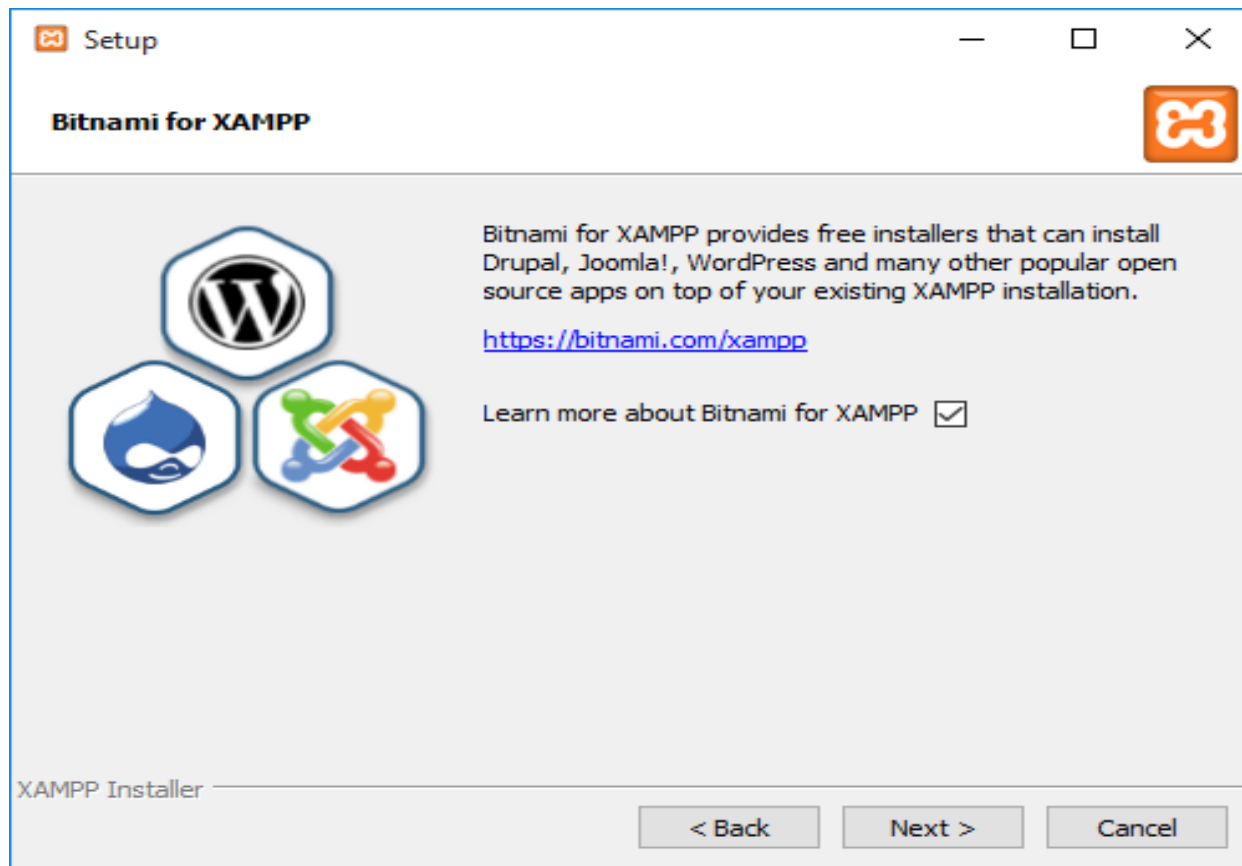 Setup
Bitnami for XAMPP
Bitnami for XAMPP provides free installers that can install
Drupal, Joomla!, WordPress and many other popular open
source apps on top of your existing XAMPP installation.
https://bitnami.com/xampp
Learn more about Bitnami for XAMPP
XAMPP Installer
< Back
Next >
Cancel